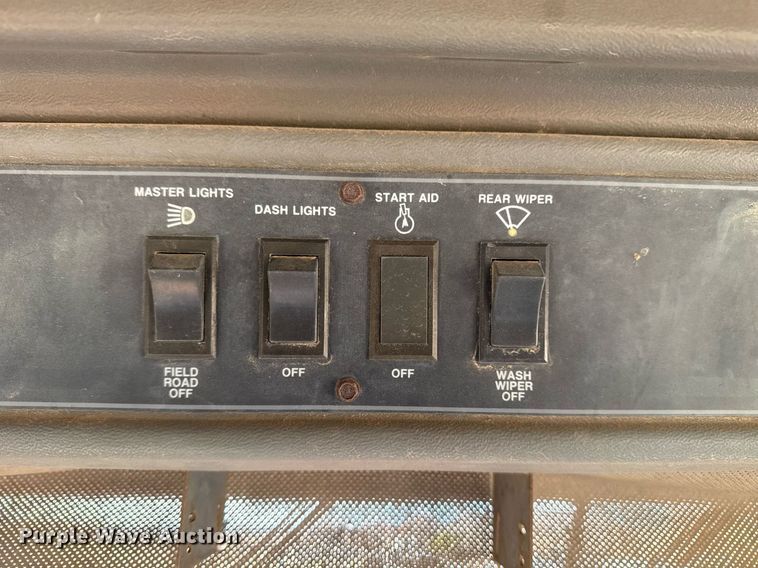 MASTER LIGHTS
DASH LIGHTS
START AID
REAR WIPER
FIELD
ROAD
OFF
OFF
OFF
WASH
WIPER
OFF
Purple Wave Auction